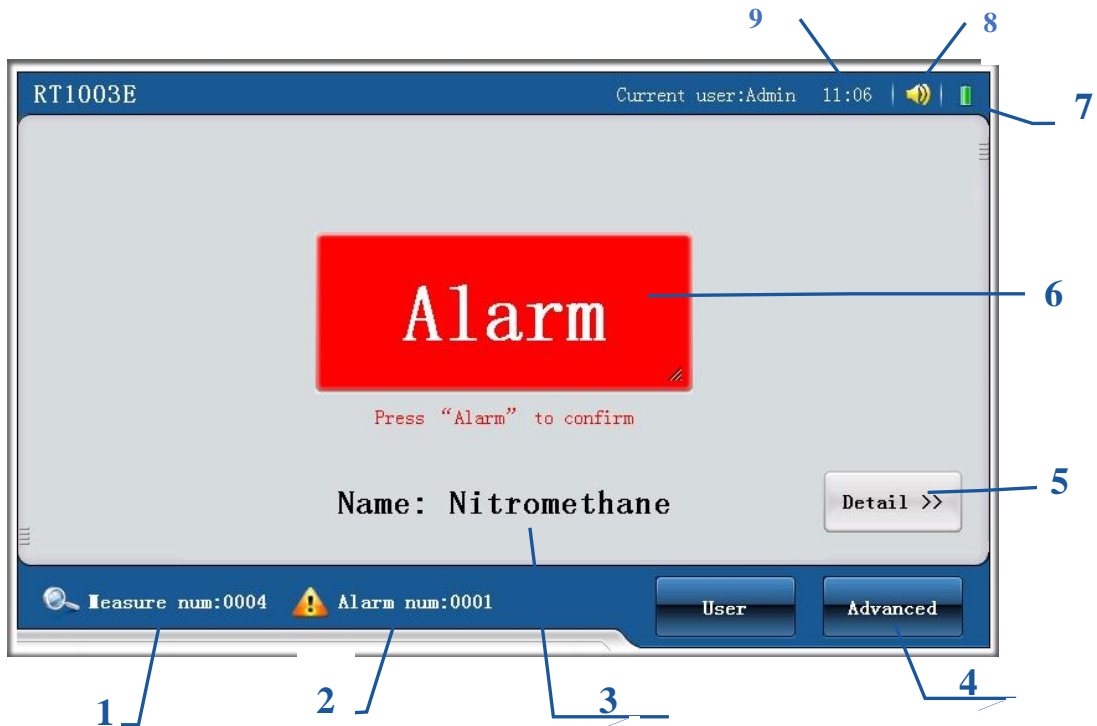 9 8
RT1003E Current user:Admin 11:06
7
Alarm
6
Press “Alarm” to confirm
Name: Nitromethane
Detail >>
5
Measure num:0004 Alarm num:0001 User Advanced
1 2 3 4